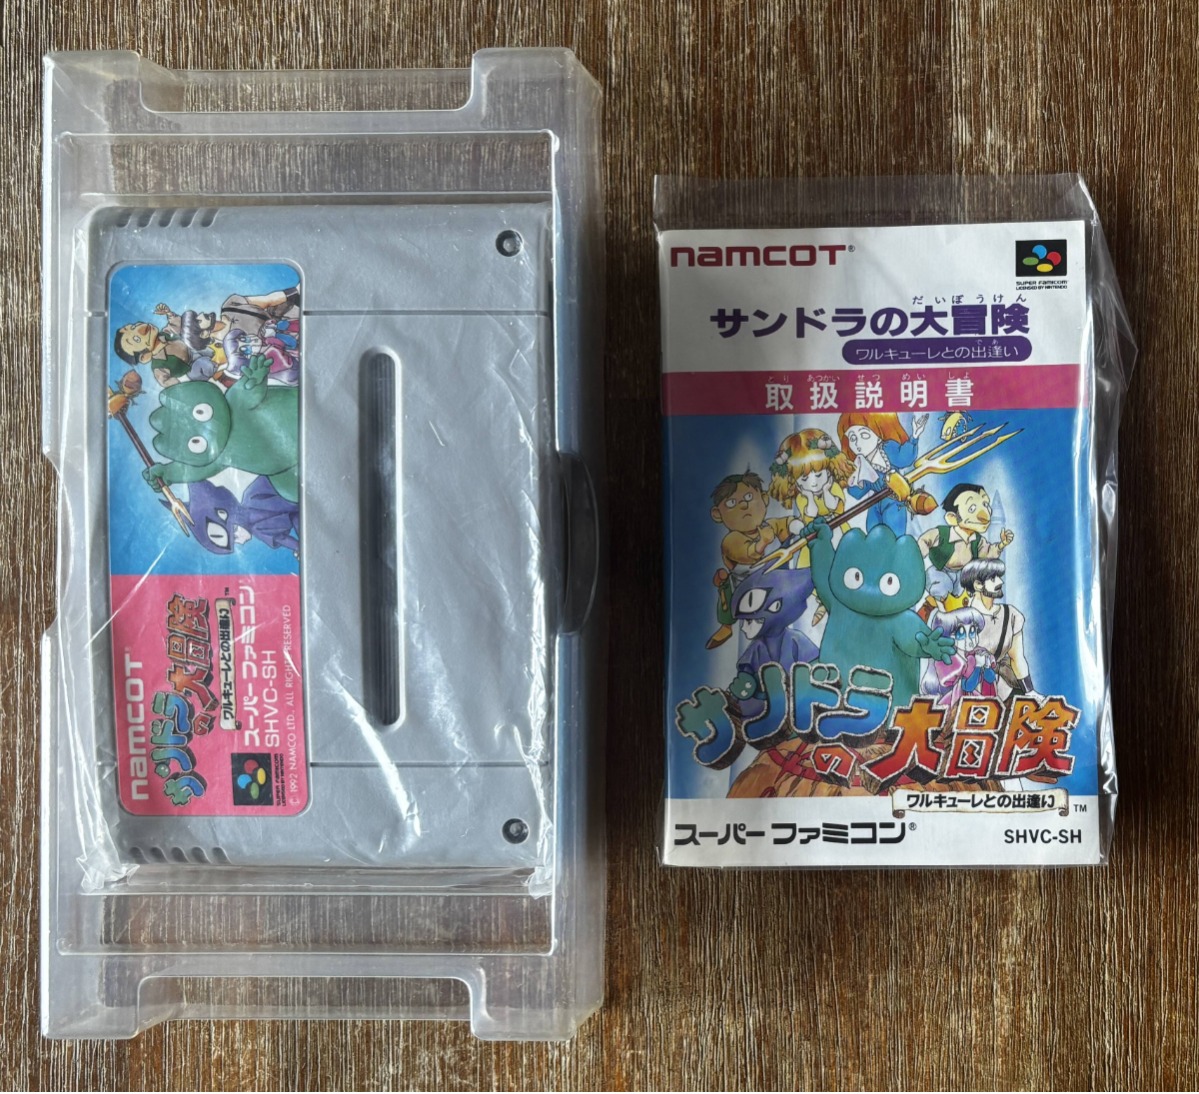 namcot
サンドラの大冒険
ワルキューレとの出逢い™
スーパーファミコン
SHVC-SH
SUPER FAMICOM
© 1992 NAMCO LTD. ALL RIGHTS RESERVED
namcot®
SUPER FAMICOM
LICENSED BY NINTENDO
だいぼうけん
サンドラの大冒険
であ
ワルキューレとの出逢い
とり あつかい せつ めい しょ
取扱説明書
サンドラの大冒険
ワルキューレとの出逢い™
スーパーファミコン®
SHVC-SH